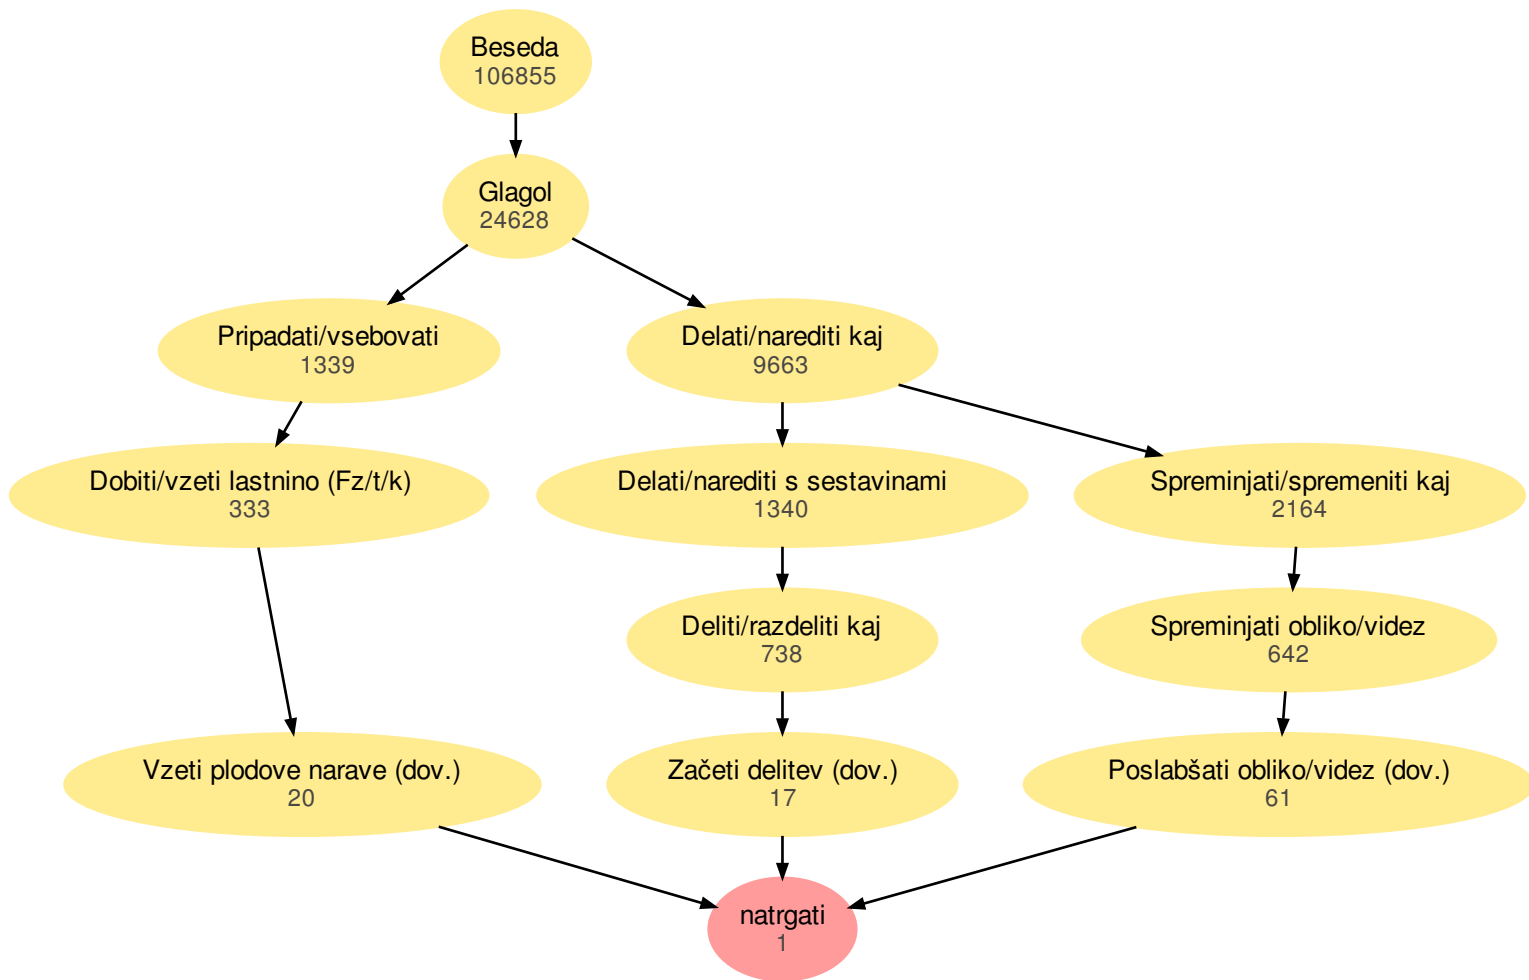 Beseda
106855
Glagol
24628
Pripadati/vsebovati
1339
Delati/narediti kaj
9663
Dobiti/vzeti lastnino (Fz/t/k)
333
Delati/narediti s sestavinami
1340
Spreminjati/spremeniti kaj
2164
Deliti/razdeliti kaj
738
Spreminjati obliko/videz
642
Vzeti plodove narave (dov.)
20
Začeti delitev (dov.)
17
Poslabšati obliko/videz (dov.)
61
natrgati
1